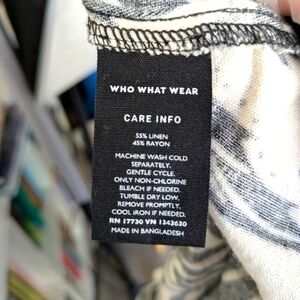 WHO WHAT WEAR
CARE INFO
55% LINEN
45% RAYON
MACHINE WASH COLD
SEPARATELY,
GENTLE CYCLE.
ONLY NON-CHLORINE
BLEACH IF NEEDED.
TUMBLE DRY LOW,
REMOVE PROMPTLY,
COOL IRON IF NEEDED.
RN 17730 VN 1343630
MADE IN BANGLADESH